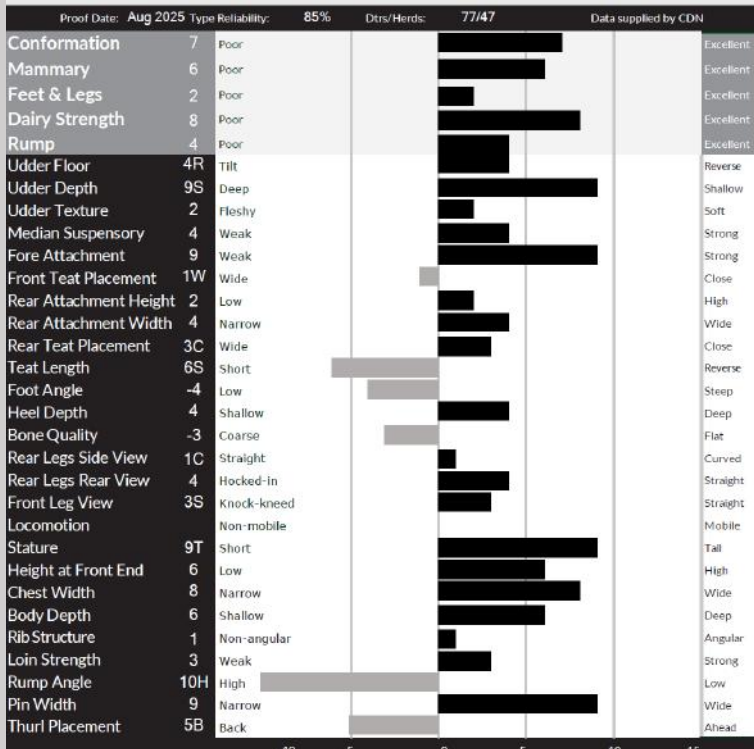 Proof Date: Aug 2025 Type Reliability: 85% Dtrs/Herds: 77/47 Data supplied by CDN
Conformation 7 Poor Excellent
Mammary 6 Poor Excellent
Feet & Legs 2 Poor Excellent
Dairy Strength 8 Poor Excellent
Rump 4 Poor Excellent
Udder Floor 4R Tilt Reverse
Udder Depth 9S Deep Shallow
Udder Texture 2 Fleshy Soft
Median Suspensory 4 Weak Strong
Fore Attachment 9 Weak Strong
Front Teat Placement 1W Wide Close
Rear Attachment Height 2 Low High
Rear Attachment Width 4 Narrow Wide
Rear Teat Placement 3C Wide Close
Teat Length 6S Short Reverse
Foot Angle -4 Low Steep
Heel Depth 4 Shallow Deep
Bone Quality -3 Coarse Flat
Rear Legs Side View 1C Straight Curved
Rear Legs Rear View 4 Hocked-in Straight
Front Leg View 3S Knock-kneed Straight
Locomotion Non-mobile Mobile
Stature 9T Short Tall
Height at Front End 6 Low High
Chest Width 8 Narrow Wide
Body Depth 6 Shallow Deep
Rib Structure 1 Non-angular Angular
Loin Strength 3 Weak Strong
Rump Angle 10H High Low
Pin Width 9 Narrow Wide
Thurl Placement 5B Back Ahead